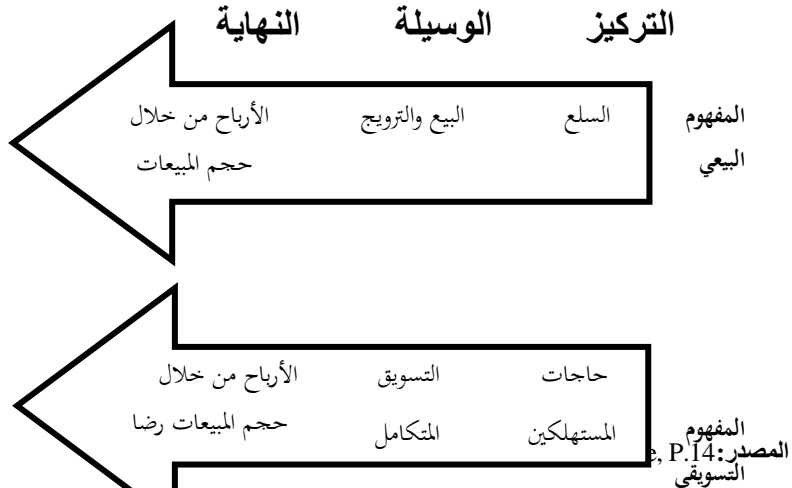 التركيز الوسيلة النهاية
المفهوم السلع البيع والترويج الأرباح من خلال
البيعي حجم المبيعات
حاجات التسويق الأرباح من خلال
المفهوم المستهلكين المتكامل حجم المبيعات رضا
المصدر: e, P.14
التسويقي